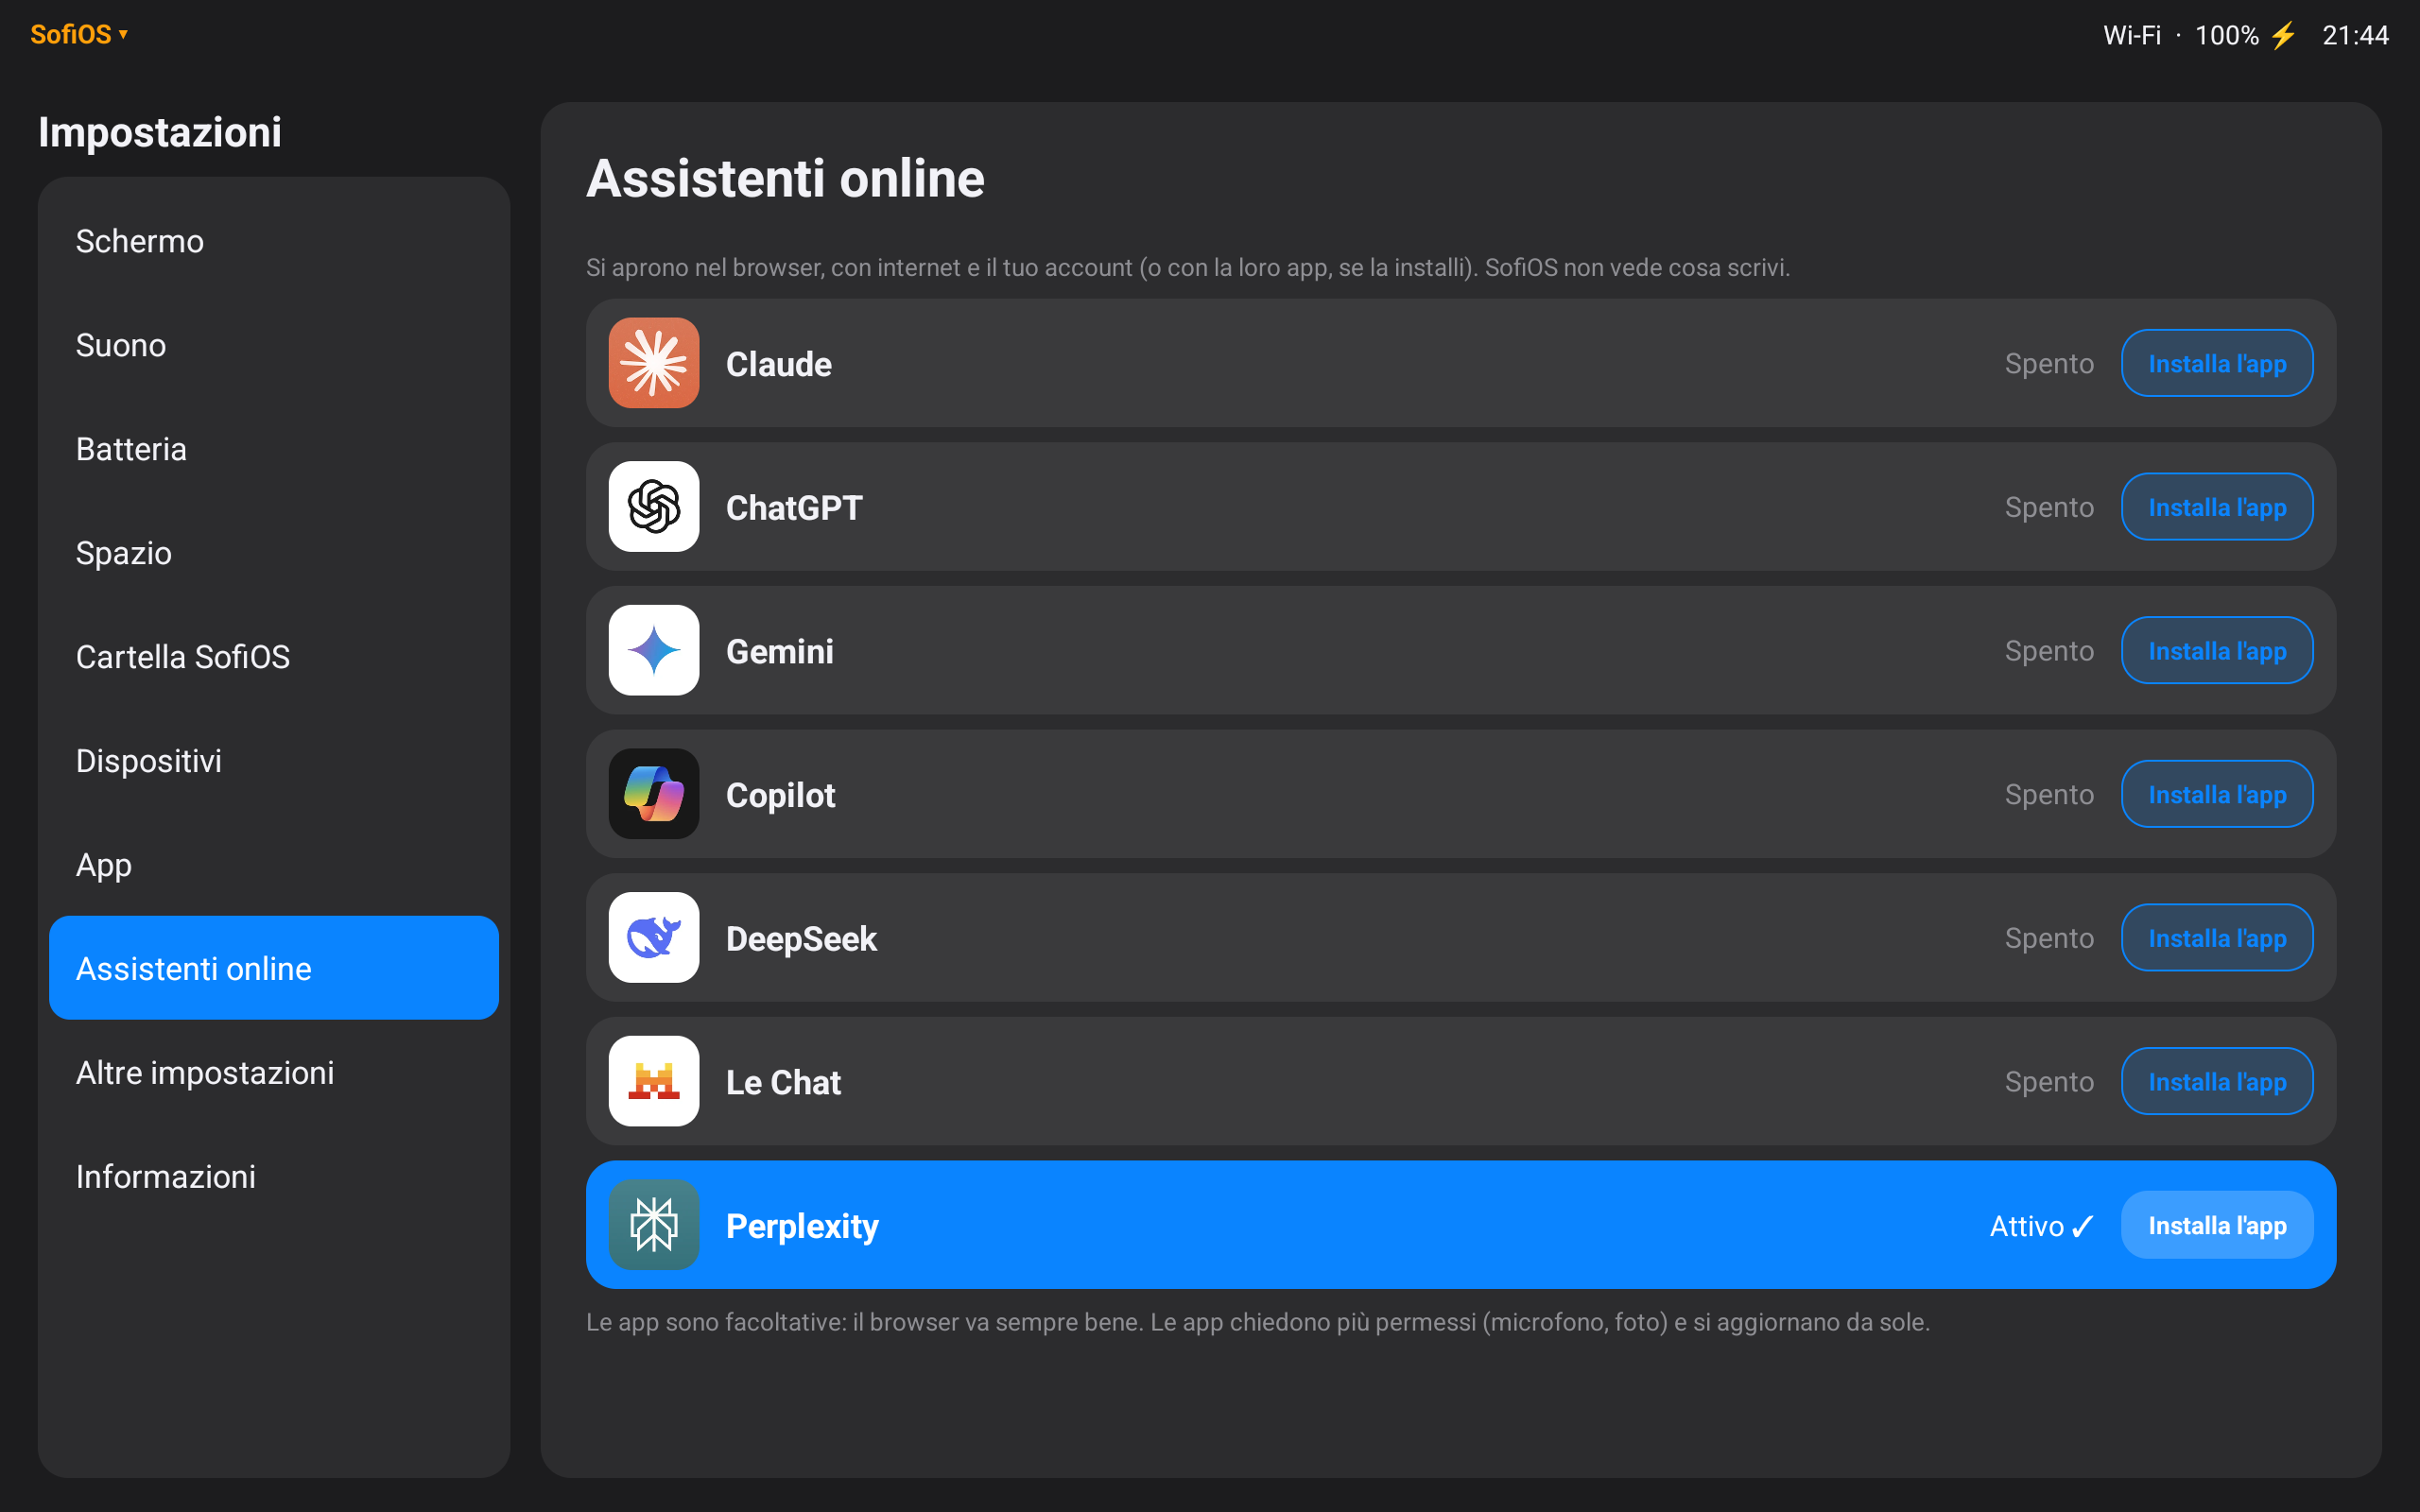 SofiOS ▾
Wi-Fi · 100% ⚡ 21:44
Impostazioni
Schermo
Suono
Batteria
Spazio
Cartella SofiOS
Dispositivi
App
Assistenti online
Altre impostazioni
Informazioni
Assistenti online
Si aprono nel browser, con internet e il tuo account (o con la loro app, se la installi). SofiOS non vede cosa scrivi.
Claude Spento Installa l'app
ChatGPT Spento Installa l'app
Gemini Spento Installa l'app
Copilot Spento Installa l'app
DeepSeek Spento Installa l'app
Le Chat Spento Installa l'app
Perplexity Attivo ✓ Installa l'app
Le app sono facoltative: il browser va sempre bene. Le app chiedono più permessi (microfono, foto) e si aggiornano da sole.